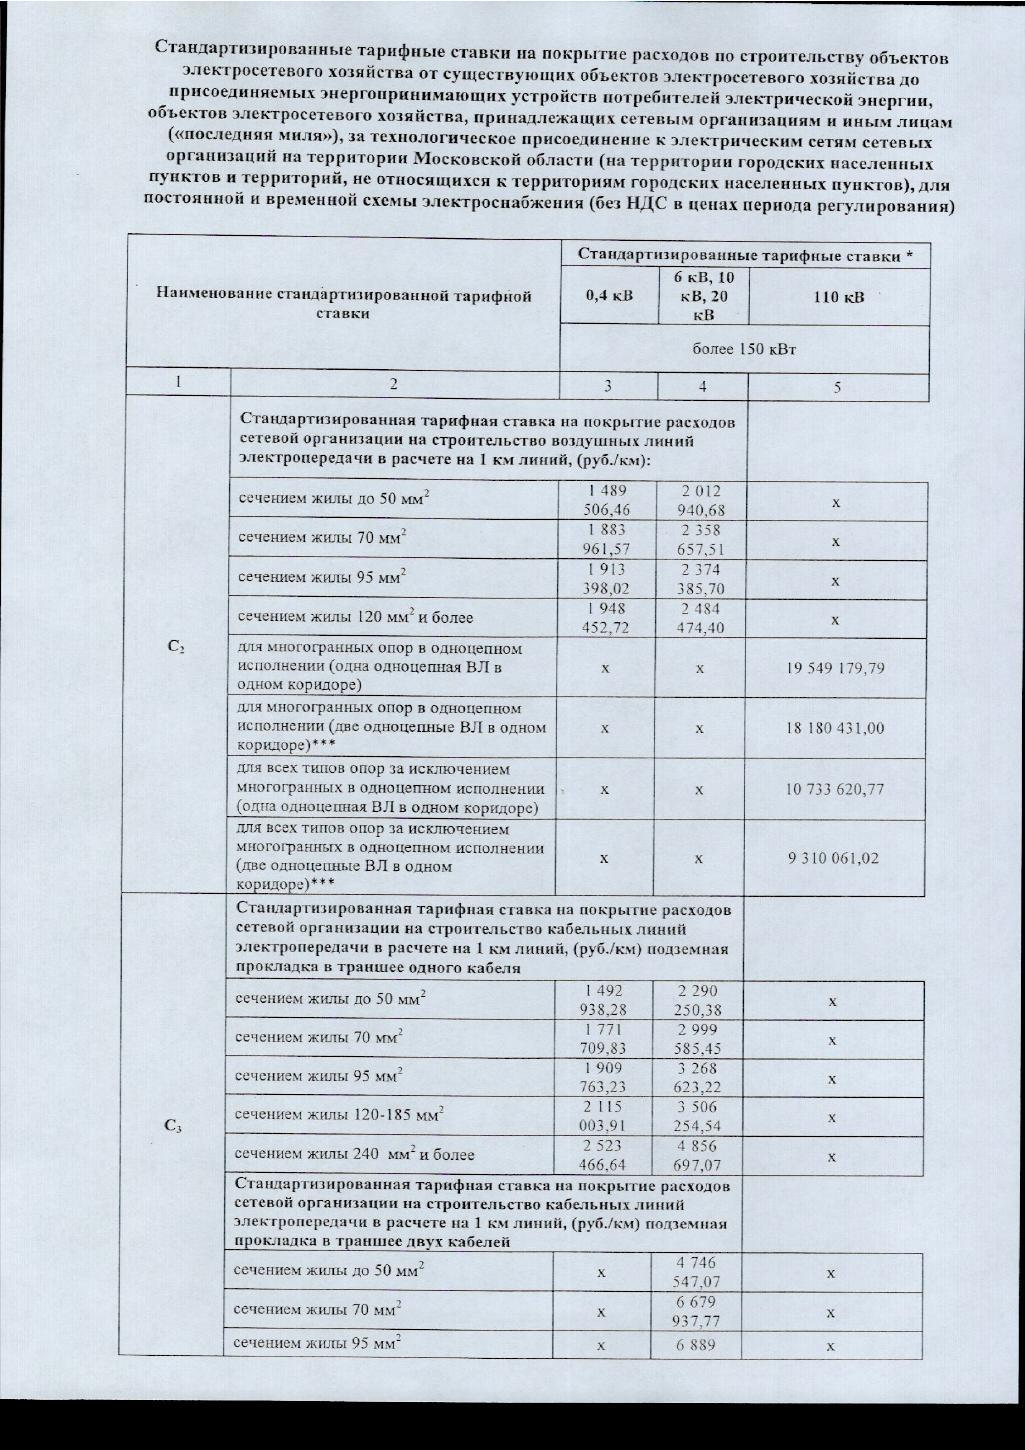 Стандартизированные тарифные ставки на покрытие расходов по строительству объектов
электросетевого хозяйства от существующих объектов электросетевого хозяйства до
присоединяемых энергопринимающих устройств потребителей электрической энергии,
объектов электросетевого хозяйства, принадлежащих сетевым организациям и иным лицам
(«последняя миля»), за технологическое присоединение к электрическим сетям сетевых
организаций на территории Московской области (на территории городских населенных
пунктов и территорий, не относящихся к территориям городских населенных пунктов), для
постоянной и временной схемы электроснабжения (без НДС в ценах периода регулирования)
Наименование стандартизированной тарифной
ставки
Стандартизированные тарифные ставки *
0,4 кВ
6 кВ, 10
кВ, 20
кВ
110 кВ
более 150 кВт
1 2 3 4 5
С2
Стандартизированная тарифная ставка на покрытие расходов
сетевой организации на строительство воздушных линий
электропередачи в расчете на 1 км линий, (руб./км):
сечением жилы до 50 мм2
1 489
506,46
2 012
940,68
х
сечением жилы 70 мм2
1 883
961,57
2 358
657,51
х
сечением жилы 95 мм2
1 913
398,02
2 374
385,70
х
сечением жилы 120 мм2 и более
1 948
452,72
2 484
474,40
х
для многогранных опор в одноцепном
исполнении (одна одноцепная ВЛ в
одном коридоре)
х х 19 549 179,79
для многогранных опор в одноцепном
исполнении (две одноцепные ВЛ в одном
коридоре)***
х х 18 180 431,00
для всех типов опор за исключением
многогранных в одноцепном исполнении
(одна одноцепная ВЛ в одном коридоре)
х х 10 733 620,77
для всех типов опор за исключением
многогранных в одноцепном исполнении
(две одноцепные ВЛ в одном
коридоре)***
х х 9 310 061,02
С3
Стандартизированная тарифная ставка на покрытие расходов
сетевой организации на строительство кабельных линий
электропередачи в расчете на 1 км линий, (руб./км) подземная
прокладка в траншее одного кабеля
сечением жилы до 50 мм2
1 492
938,28
2 290
250,38
х
сечением жилы 70 мм2
1 771
709,83
2 999
585,45
х
сечением жилы 95 мм2
1 909
763,23
3 268
623,22
х
сечением жилы 120-185 мм2
2 115
003,91
3 506
254,54
х
сечением жилы 240 мм2 и более
2 523
466,64
4 856
697,07
х
Стандартизированная тарифная ставка на покрытие расходов
сетевой организации на строительство кабельных линий
электропередачи в расчете на 1 км линий, (руб./км) подземная
прокладка в траншее двух кабелей
сечением жилы до 50 мм2
х
4 746
547,07
х
сечением жилы 70 мм2
х
6 679
937,77
х
сечением жилы 95 мм2
х 6 889 х